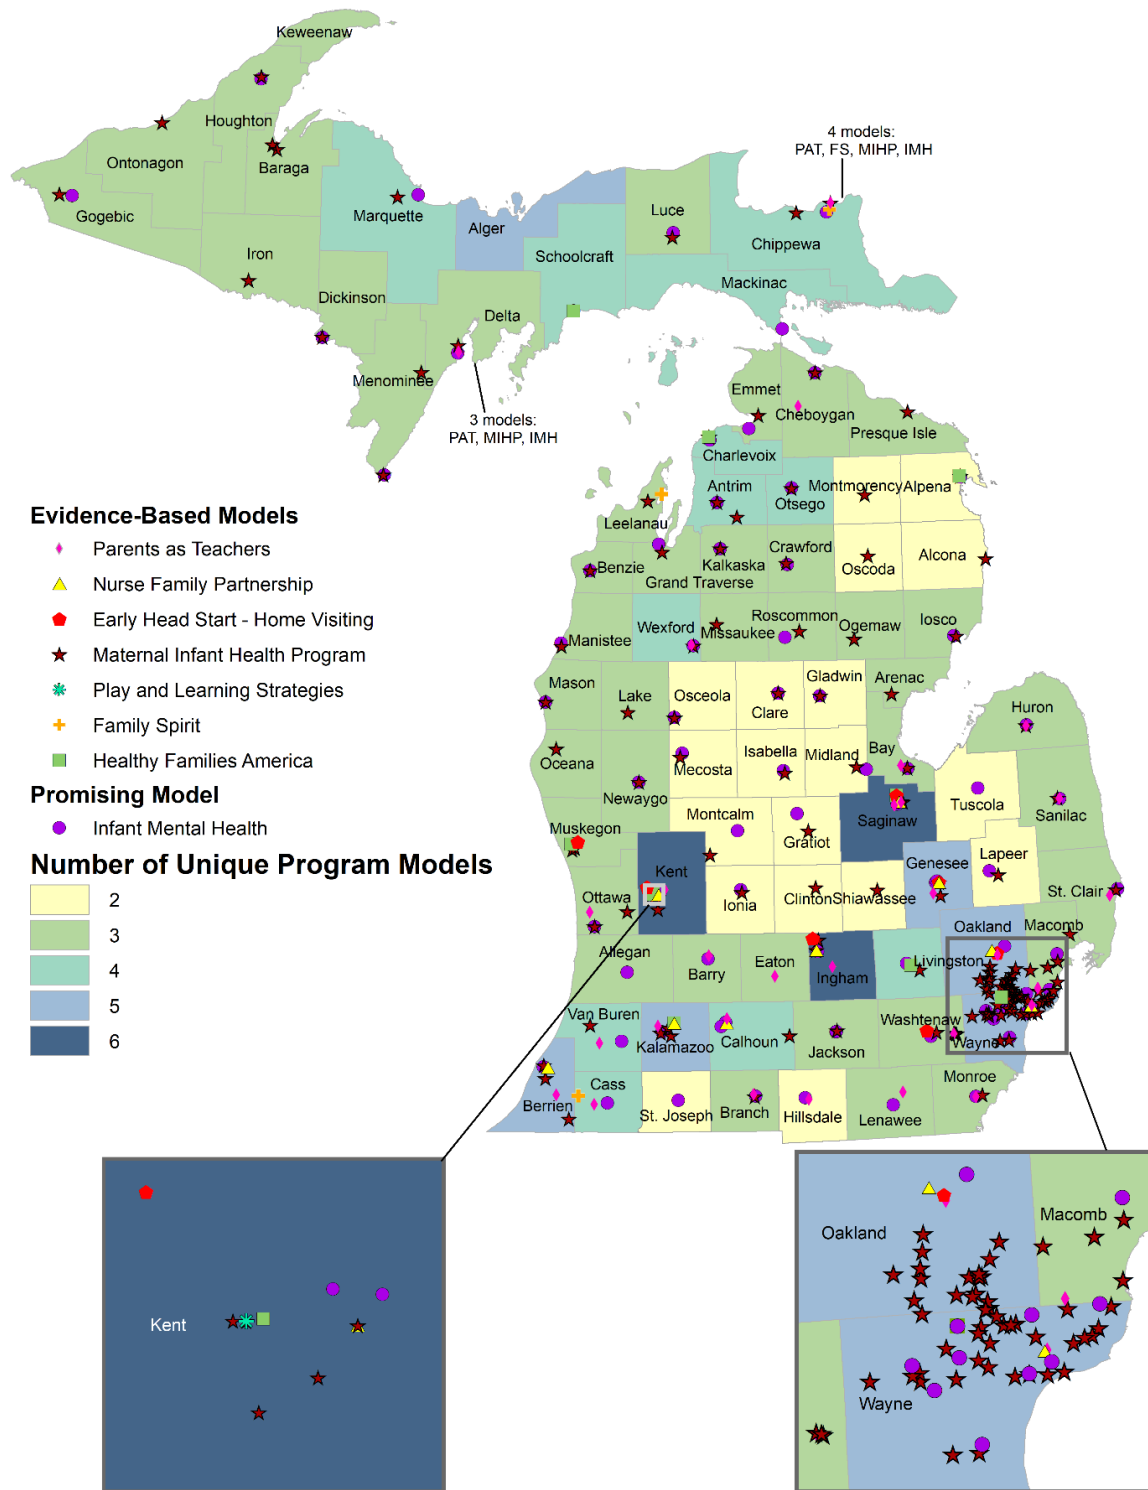 Keweenaw
Houghton
Ontonagon
Baraga
Gogebic
Marquette
Iron
Dickinson
Alger
Luce
Schoolcraft
Chippewa
Mackinac
4 models:
PAT, FS, MIHP, IMH
Delta
Menominee
3 models:
PAT, MIHP, IMH
Emmet
Cheboygan
Presque Isle
Charlevoix
Antrim
Otsego
Montmorency
Alpena
Leelanau
Benzie
Grand Traverse
Kalkaska
Crawford
Oscoda
Alcona
Manistee
Wexford
Missaukee
Roscommon
Ogemaw
Iosco
Mason
Lake
Osceola
Clare
Gladwin
Arenac
Huron
Oceana
Newaygo
Mecosta
Isabella
Midland
Bay
Tuscola
Sanilac
Muskegon
Montcalm
Gratiot
Saginaw
Genesee
Lapeer
St. Clair
Ottawa
Kent
Ionia
Clinton
Shiawassee
Oakland
Macomb
Allegan
Barry
Eaton
Ingham
Livingston
Van Buren
Kalamazoo
Calhoun
Jackson
Washtenaw
Wayne
Berrien
Cass
St. Joseph
Branch
Hillsdale
Lenawee
Monroe
Evidence-Based Models
Parents as Teachers
Nurse Family Partnership
Early Head Start - Home Visiting
Maternal Infant Health Program
Play and Learning Strategies
Family Spirit
Healthy Families America
Promising Model
Infant Mental Health
Number of Unique Program Models
2
3
4
5
6
Kent
Oakland
Macomb
Wayne